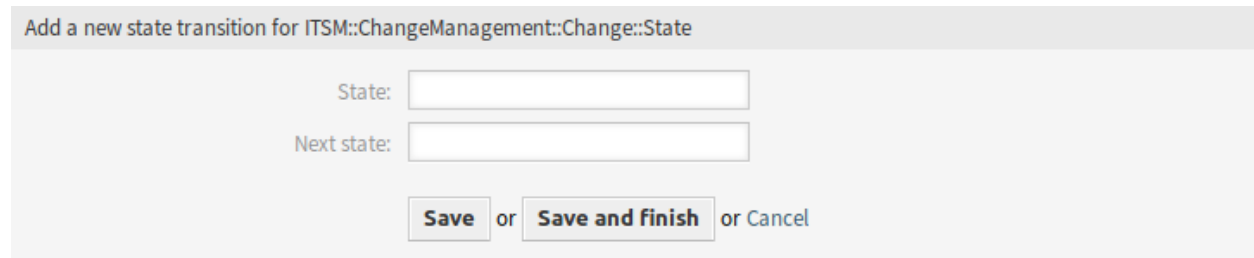 Add a new state transition for ITSM::ChangeManagement::Change::State
State:
Next state:
Save or Save and finish or Cancel